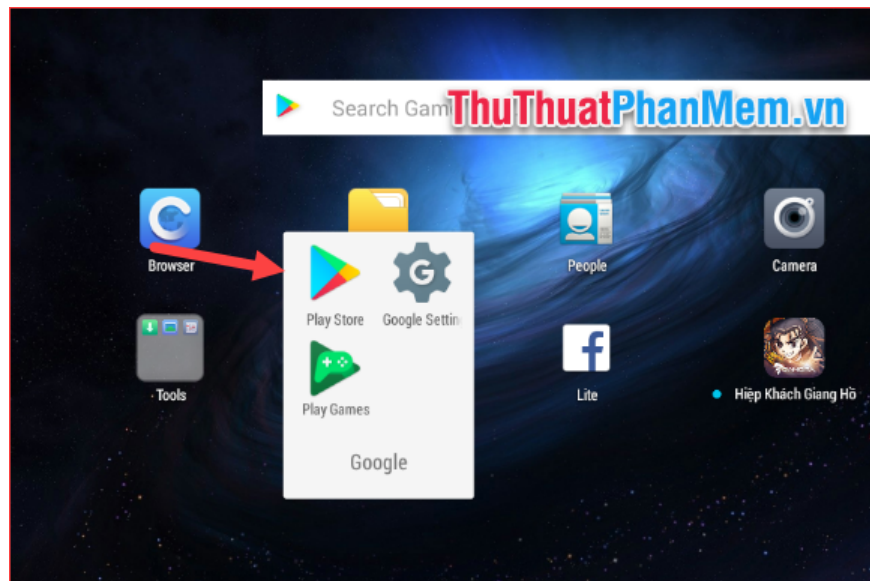 Search Gam
ThuThuatPhanMem.vn
Browser
People
Camera
Play Store
Google Settin
Play Games
Google
Tools
Lite
Hiệp Khách Giang Hồ